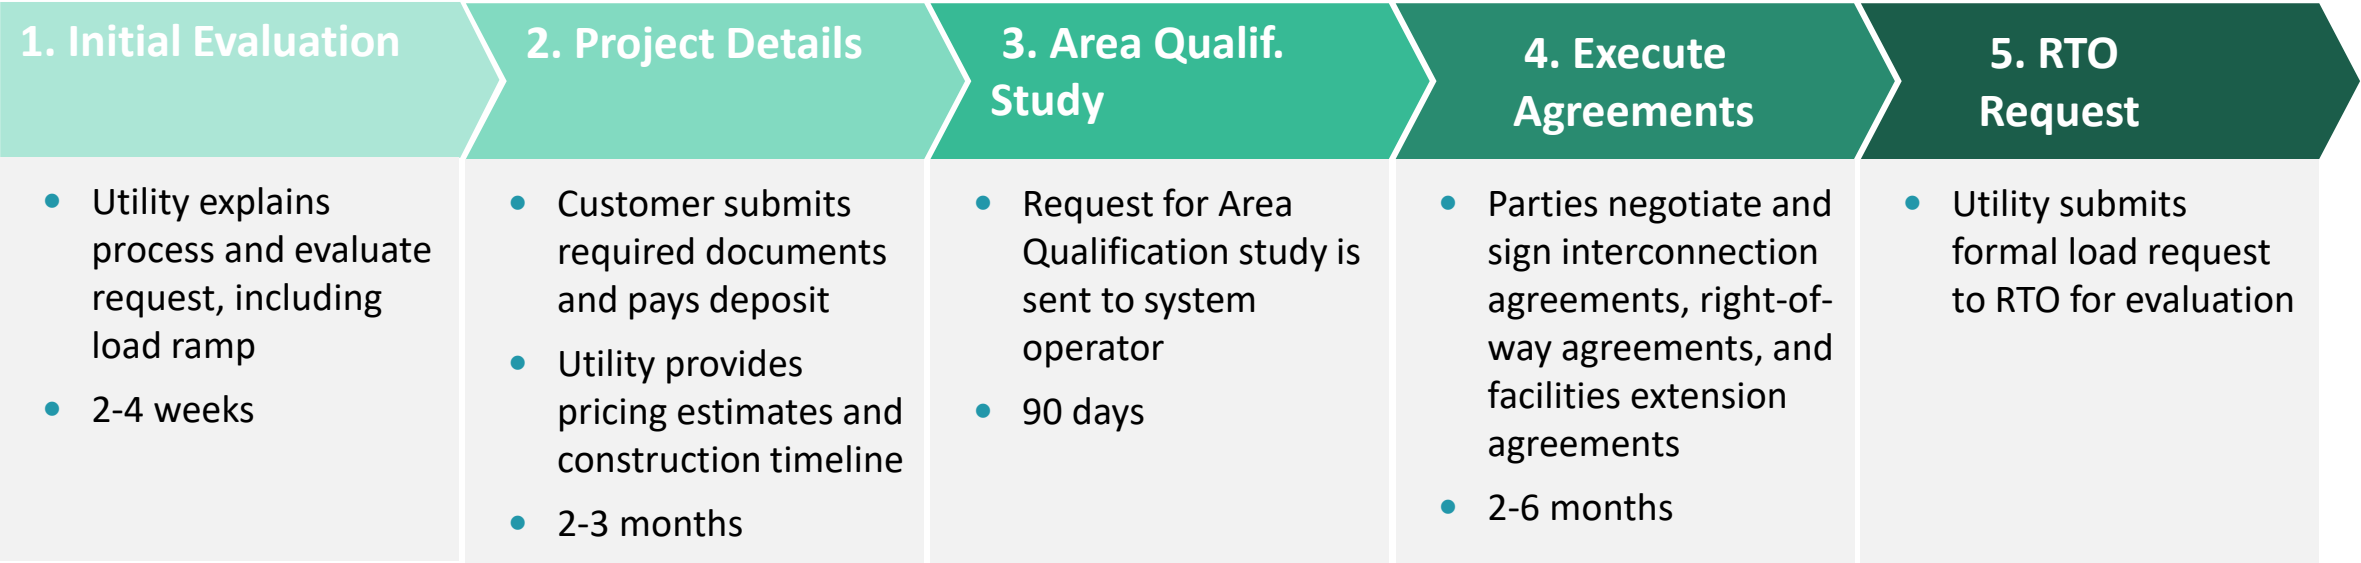 1. Initial Evaluation
• Utility explains
process and evaluate
request, including
load ramp
• 2-4 weeks
2. Project Details
• Customer submits
required documents
and pays deposit
• Utility provides
pricing estimates and
construction timeline
• 2-3 months
3. Area Qualif.
Study
• Request for Area
Qualification study is
sent to system
operator
• 90 days
4. Execute
Agreements
• Parties negotiate and
sign interconnection
agreements, right-of-
way agreements, and
facilities extension
agreements
• 2-6 months
5. RTO
Request
• Utility submits
formal load request
to RTO for evaluation